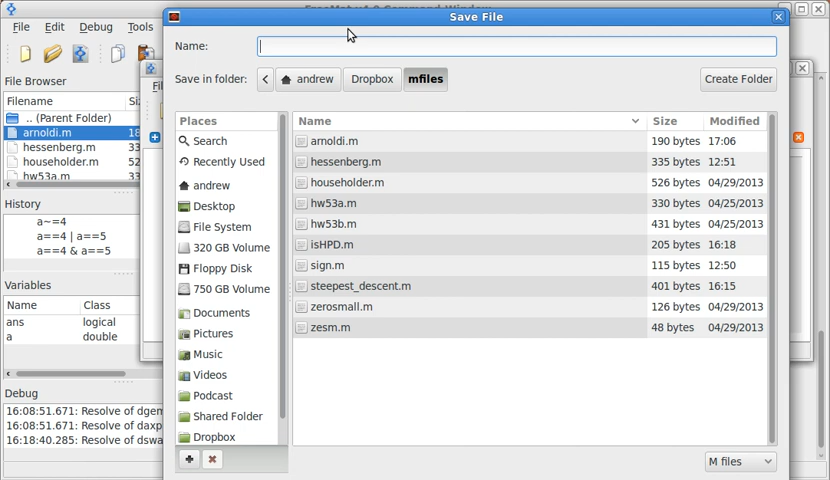 Save File
File Edit Debug Tools
Name:
Save in folder: andrew Dropbox mfiles Create Folder
File Browser
Filename
.. (Parent Folder)
arnoldi.m 18
hessenberg.m 33
householder.m 52
hw53a.m 33
History
a~=4
a==4 | a==5
a==4 & a==5
Variables
Name Class
ans logical
a double
Debug
16:08:51.671: Resolve of dgem
16:08:51.671: Resolve of daxp
16:18:40.285: Resolve of dswa
Places
Search
Recently Used
andrew
Desktop
File System
320 GB Volume
Floppy Disk
750 GB Volume
Documents
Pictures
Music
Videos
Podcast
Shared Folder
Dropbox
Name Size Modified
arnoldi.m 190 bytes 17:06
hessenberg.m 335 bytes 12:51
householder.m 526 bytes 04/29/2013
hw53a.m 330 bytes 04/25/2013
hw53b.m 431 bytes 04/25/2013
isHPD.m 205 bytes 16:18
sign.m 115 bytes 12:50
steepest_descent.m 401 bytes 16:15
zerosmall.m 126 bytes 04/29/2013
zesm.m 48 bytes 04/29/2013
M files